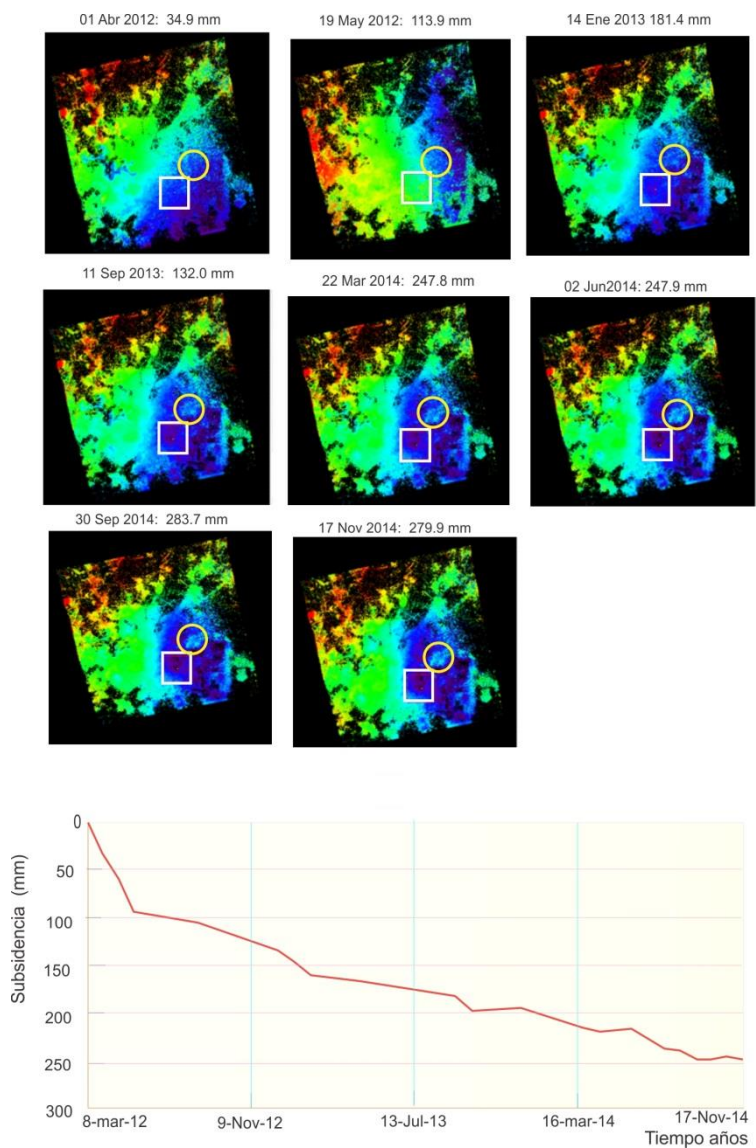 01 Abr 2012: 34.9 mm
19 May 2012: 113.9 mm
14 Ene 2013 181.4 mm
11 Sep 2013: 132.0 mm
22 Mar 2014: 247.8 mm
02 Jun2014: 247.9 mm
30 Sep 2014: 283.7 mm
17 Nov 2014: 279.9 mm
Subsidencia (mm)
0
50
100
150
200
250
300
8-mar-12
9-Nov-12
13-Jul-13
16-mar-14
17-Nov-14
Tiempo años